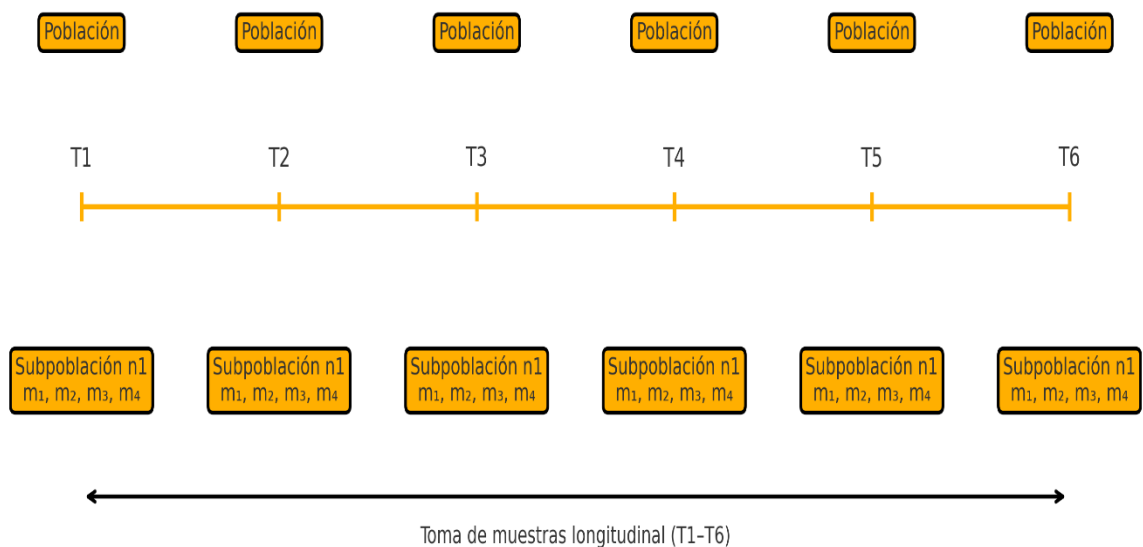 Población Población Población Población Población Población
T1 T2 T3 T4 T5 T6
Subpoblación n1 Subpoblación n1 Subpoblación n1 Subpoblación n1 Subpoblación n1 Subpoblación n1
m₁, m₂, m₃, m₄ m₁, m₂, m₃, m₄ m₁, m₂, m₃, m₄ m₁, m₂, m₃, m₄ m₁, m₂, m₃, m₄ m₁, m₂, m₃, m₄
Toma de muestras longitudinal (T1–T6)